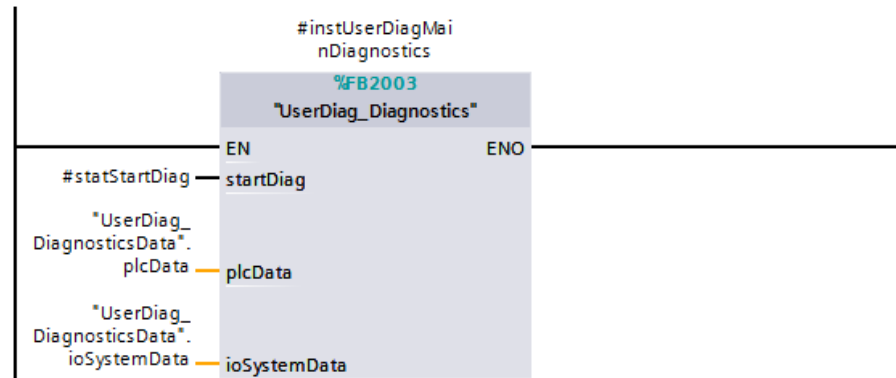 #instUserDiagMai
nDiagnostics
%FB2003
"UserDiag_Diagnostics"
EN ENO
#statStartDiag startDiag
"UserDiag_
DiagnosticsData".
plcData plcData
"UserDiag_
DiagnosticsData".
ioSystemData ioSystemData